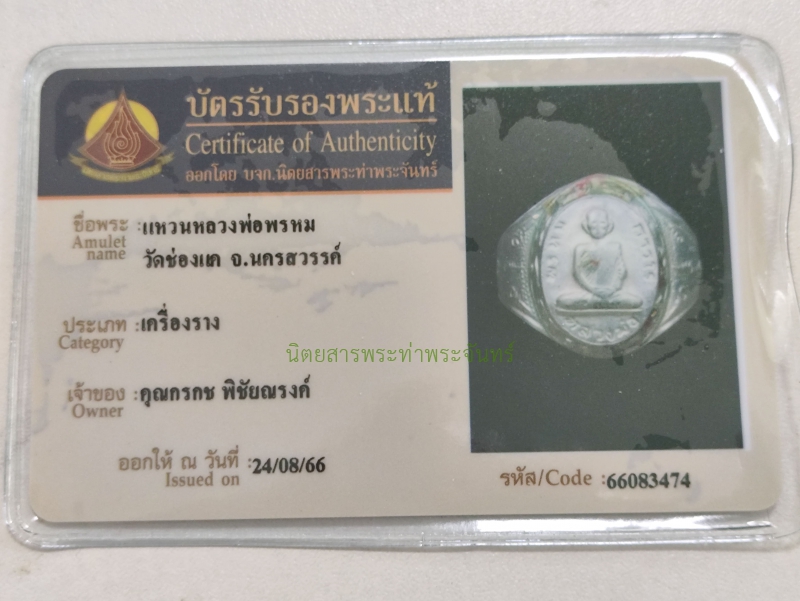 บัตรรับรองพระแท้
Certificate of Authenticity
ออกโดย บจก.นิตยสารพระท่าพระจันทร์
ชื่อพระ :แหวนหลวงพ่อพรหม
Amulet name
วัดช่องแค จ.นครสวรรค์
ประเภท :เครื่องราง
Category
นิตยสารพระท่าพระจันทร์
เจ้าของ :คุณกรกช พิชัยณรงค์
Owner
ออกให้ ณ วันที่ :24/08/66
Issued on
รหัส/Code :66083474